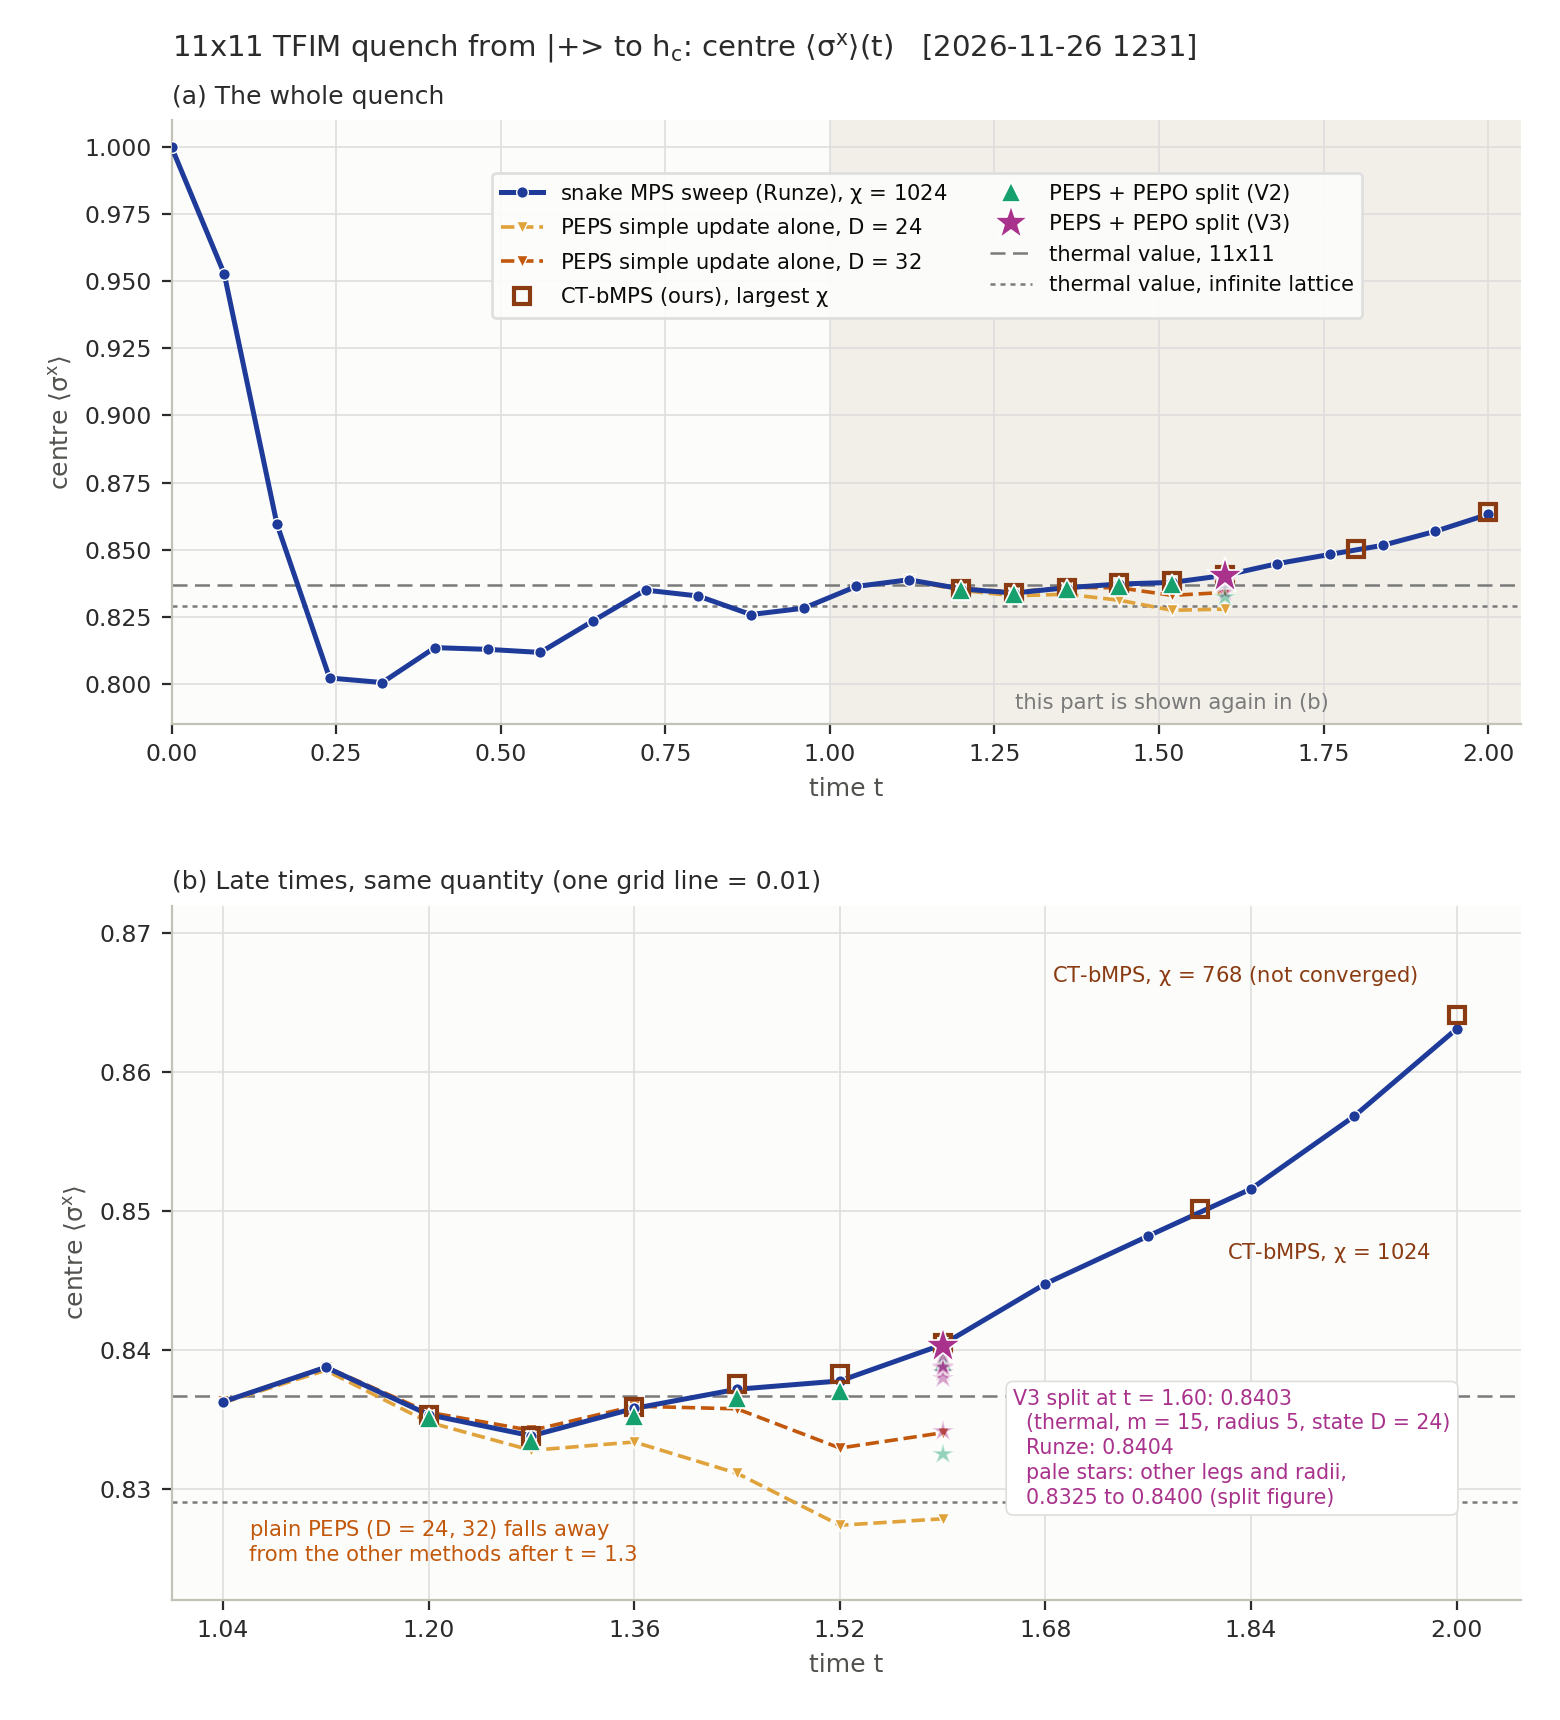 11x11 TFIM quench from |+> to h_c: centre ⟨σ^x⟩(t) [2026-11-26 1231]
(a) The whole quench
1.000
0.975
0.950
0.925
0.900
0.875
0.850
0.825
0.800
centre ⟨σ^x⟩
snake MPS sweep (Runze), χ = 1024
PEPS simple update alone, D = 24
PEPS simple update alone, D = 32
CT-bMPS (ours), largest χ
PEPS + PEPO split (V2)
PEPS + PEPO split (V3)
thermal value, 11x11
thermal value, infinite lattice
this part is shown again in (b)
0.00 0.25 0.50 0.75 1.00 1.25 1.50 1.75 2.00
time t
(b) Late times, same quantity (one grid line = 0.01)
0.87
0.86
0.85
0.84
0.83
centre ⟨σ^x⟩
CT-bMPS, χ = 768 (not converged)
CT-bMPS, χ = 1024
V3 split at t = 1.60: 0.8403
(thermal, m = 15, radius 5, state D = 24)
Runze: 0.8404
pale stars: other legs and radii,
0.8325 to 0.8400 (split figure)
plain PEPS (D = 24, 32) falls away
from the other methods after t = 1.3
1.04 1.20 1.36 1.52 1.68 1.84 2.00
time t